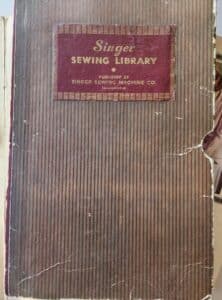 Singer
SEWING LIBRARY
PUBLISHED BY
SINGER SEWING MACHINE CO.